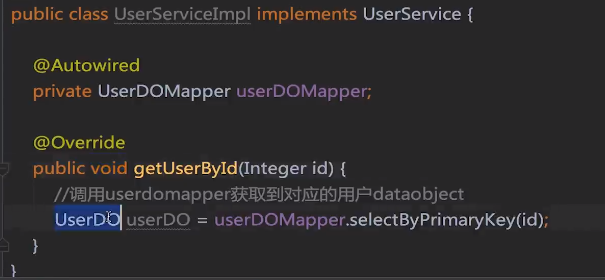 public class UserServiceImpl implements UserService {
@Autowired
private UserDOMapper userDOMapper;
@Override
public void getUserById(Integer id) {
//调用userdomapper获取到对应的用户dataobject
UserDO userDO = userDOMapper.selectByPrimaryKey(id);
}
}